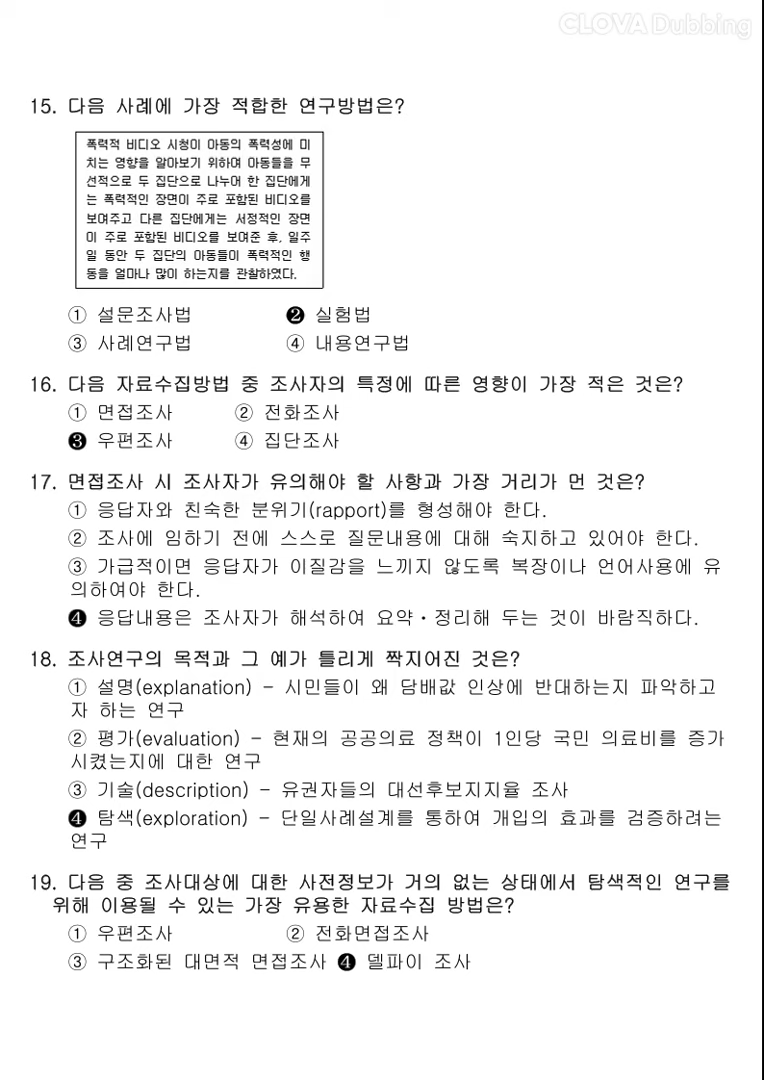 CLOVA Dubbing
15. 다음 사례에 가장 적합한 연구방법은?
폭력적 비디오 시청이 아동의 폭력성에 미
치는 영향을 알아보기 위하여 아동들을 무
선적으로 두 집단으로 나누어 한 집단에게
는 폭력적인 장면이 주로 포함된 비디오를
보여주고 다른 집단에게는 서정적인 장면
이 주로 포함된 비디오를 보여준 후, 일주
일 동안 두 집단의 아동들이 폭력적인 행
동을 얼마나 많이 하는지를 관찰하였다.
① 설문조사법 ❷ 실험법
③ 사례연구법 ④ 내용연구법
16. 다음 자료수집방법 중 조사자의 특정에 따른 영향이 가장 적은 것은?
① 면접조사 ② 전화조사
❸ 우편조사 ④ 집단조사
17. 면접조사 시 조사자가 유의해야 할 사항과 가장 거리가 먼 것은?
① 응답자와 친숙한 분위기(rapport)를 형성해야 한다.
② 조사에 임하기 전에 스스로 질문내용에 대해 숙지하고 있어야 한다.
③ 가급적이면 응답자가 이질감을 느끼지 않도록 복장이나 언어사용에 유
의하여야 한다.
❹ 응답내용은 조사자가 해석하여 요약·정리해 두는 것이 바람직하다.
18. 조사연구의 목적과 그 예가 틀리게 짝지어진 것은?
① 설명(explanation) - 시민들이 왜 담배값 인상에 반대하는지 파악하고
자 하는 연구
② 평가(evaluation) - 현재의 공공의료 정책이 1인당 국민 의료비를 증가
시켰는지에 대한 연구
③ 기술(description) - 유권자들의 대선후보지지율 조사
❹ 탐색(exploration) - 단일사례설계를 통하여 개입의 효과를 검증하려는
연구
19. 다음 중 조사대상에 대한 사전정보가 거의 없는 상태에서 탐색적인 연구를
위해 이용될 수 있는 가장 유용한 자료수집 방법은?
① 우편조사 ② 전화면접조사
③ 구조화된 대면적 면접조사 ❹ 델파이 조사